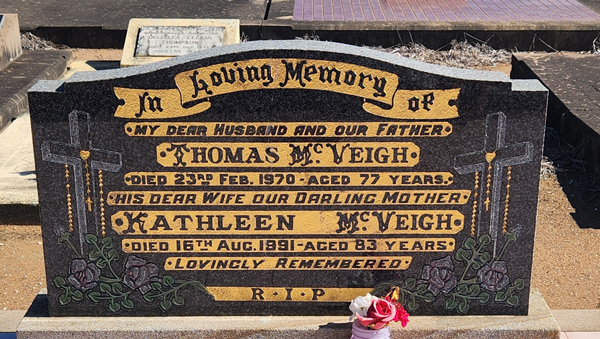 In Loving Memory of
MY DEAR HUSBAND AND OUR FATHER
THOMAS McVEIGH
DIED 23RD FEB. 1970-AGED 77 YEARS.
HIS DEAR WIFE OUR DARLING MOTHER
KATHLEEN McVEIGH
DIED 16TH AUG. 1991-AGED 83 YEARS
LOVINGLY REMEMBERED
R-I-P